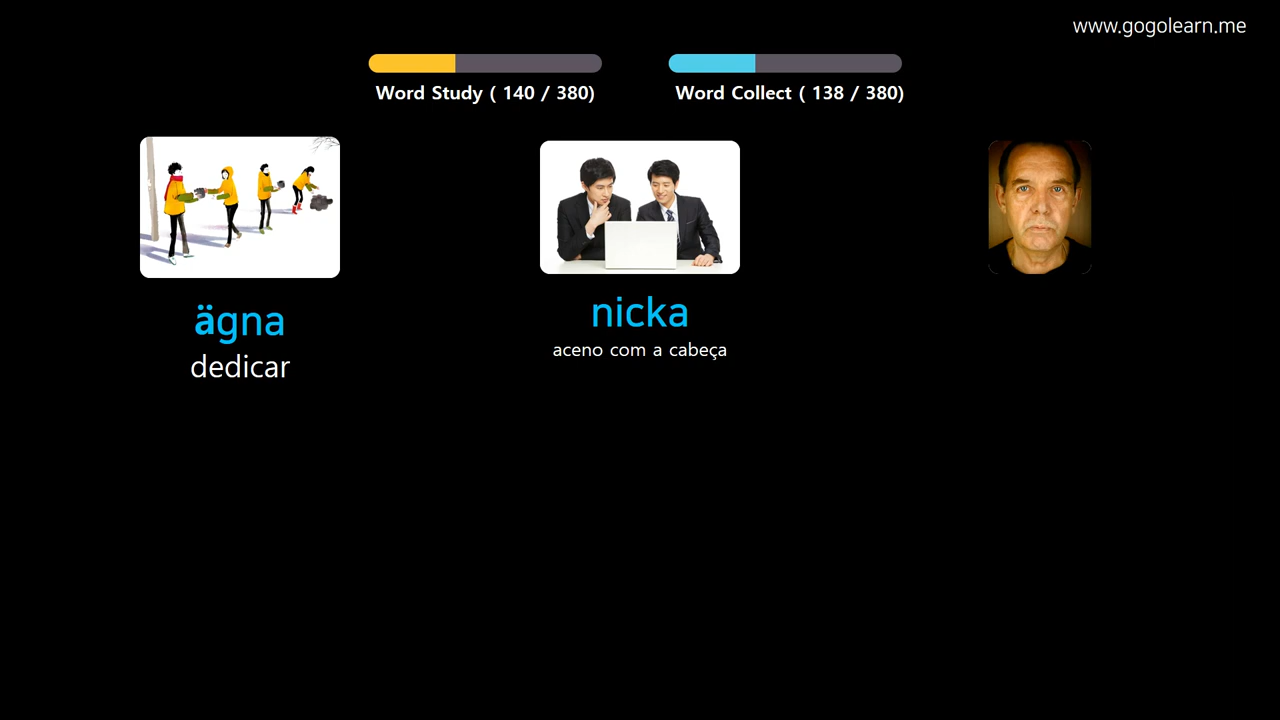 www.gogolearn.me
Word Study ( 140 / 380)
Word Collect ( 138 / 380)
ägna
dedicar
nicka
aceno com a cabeça